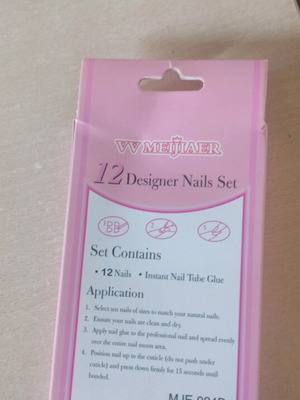 VV MEIJIAER
12 Designer Nails Set
Set Contains
• 12 Nails • Instant Nail Tube Glue
Application
1. Select ten nails of sizes to match your natural nails.
2. Ensure your nails are clean and dry.
3. Apply nail glue to the professional nail and spread evenly
over the entire nail moon area.
4. Position nail up to the cuticle (do not push under
cuticle) and press down firmly for 15 seconds until
bonded.